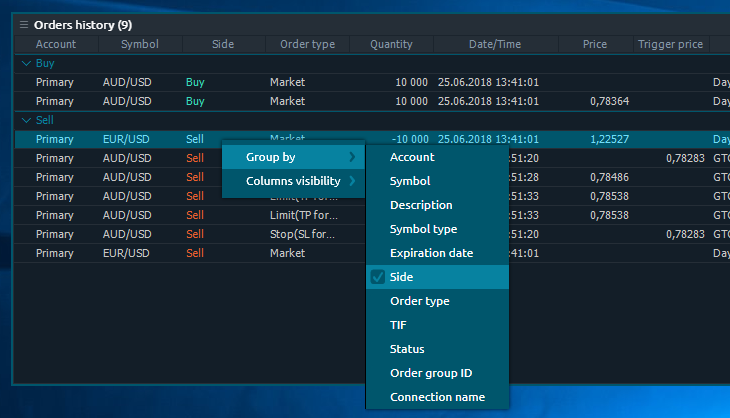 Orders history (9)
Account Symbol Side Order type Quantity Date/Time Price Trigger price
Buy
Primary AUD/USD Buy Market 10 000 25.06.2018 13:41:01 Day
Primary AUD/USD Buy Market 10 000 25.06.2018 13:41:01 0,78364 Day
Sell
Primary EUR/USD Sell Market -10 000 25.06.2018 13:41:01 1,22527 Day
Primary AUD/USD Sell :51:20 0,78283 GTC
Primary AUD/USD Sell :51:28 0,78486 GTC
Primary AUD/USD Sell Limit(TP for... :51:33 0,78538 GTC
Primary AUD/USD Sell Limit(TP for... :51:33 0,78538 GTC
Primary AUD/USD Sell Stop(SL for... :51:20 0,78283 GTC
Primary EUR/USD Sell Market :41:01 Day
Group by
Columns visibility
Account
Symbol
Description
Symbol type
Expiration date
Side
Order type
TIF
Status
Order group ID
Connection name